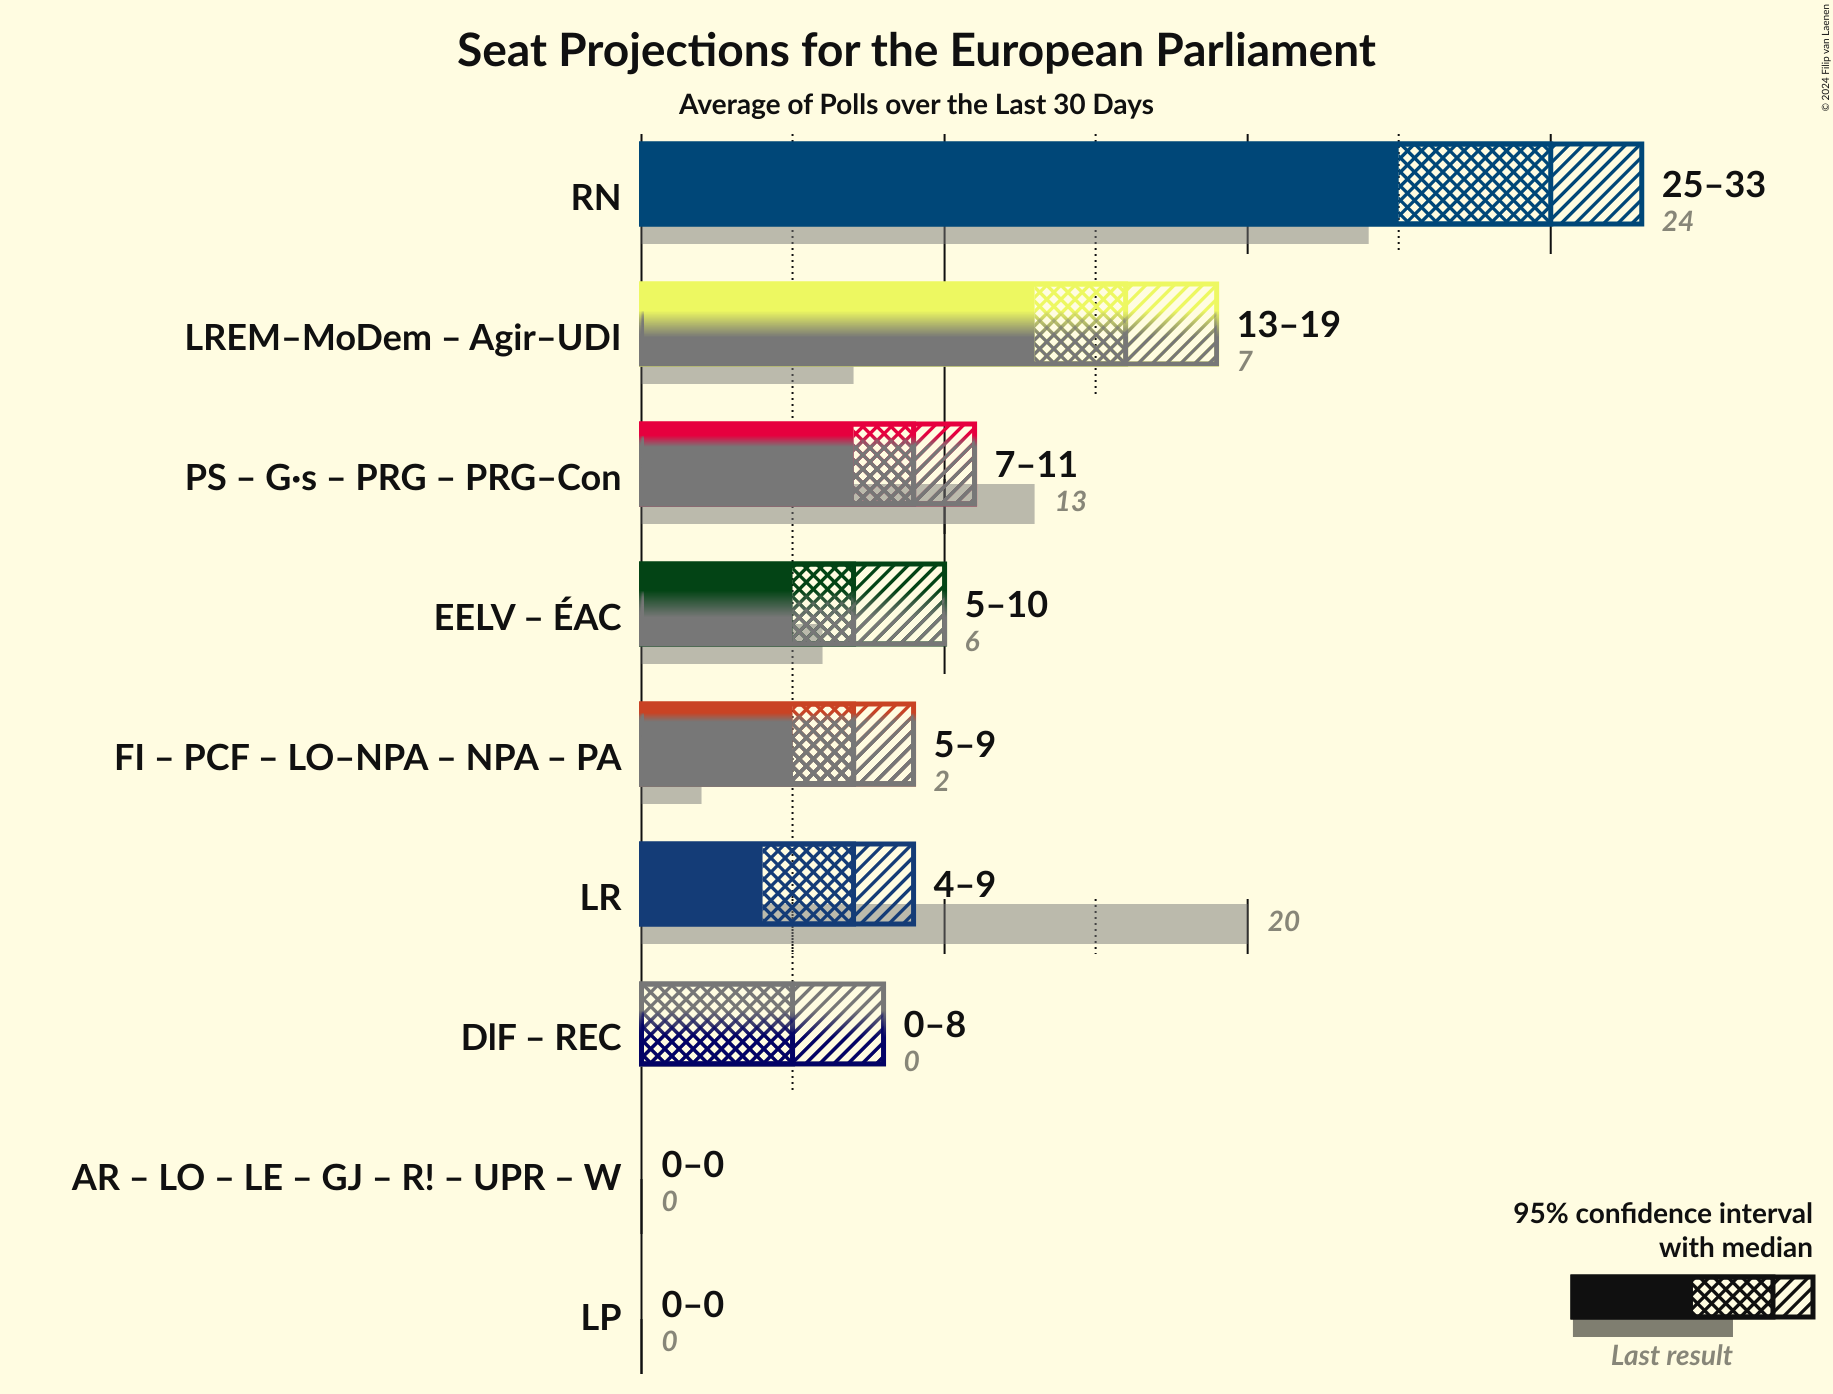 Seat Projections for the European Parliament
Average of Polls over the Last 30 Days
© 2024 Filip van Laenen
RN
25–33
24
LREM–MoDem – Agir–UDI
13–19
7
PS – G·s – PRG – PRG–Con
7–11
13
EELV – ÉAC
5–10
6
FI – PCF – LO–NPA – NPA – PA
5–9
2
LR
4–9
20
DlF – REC
0–8
0
AR – LO – LE – GJ – R! – UPR – W
0–0
0
LP
0–0
0
95% confidence interval
with median
Last result